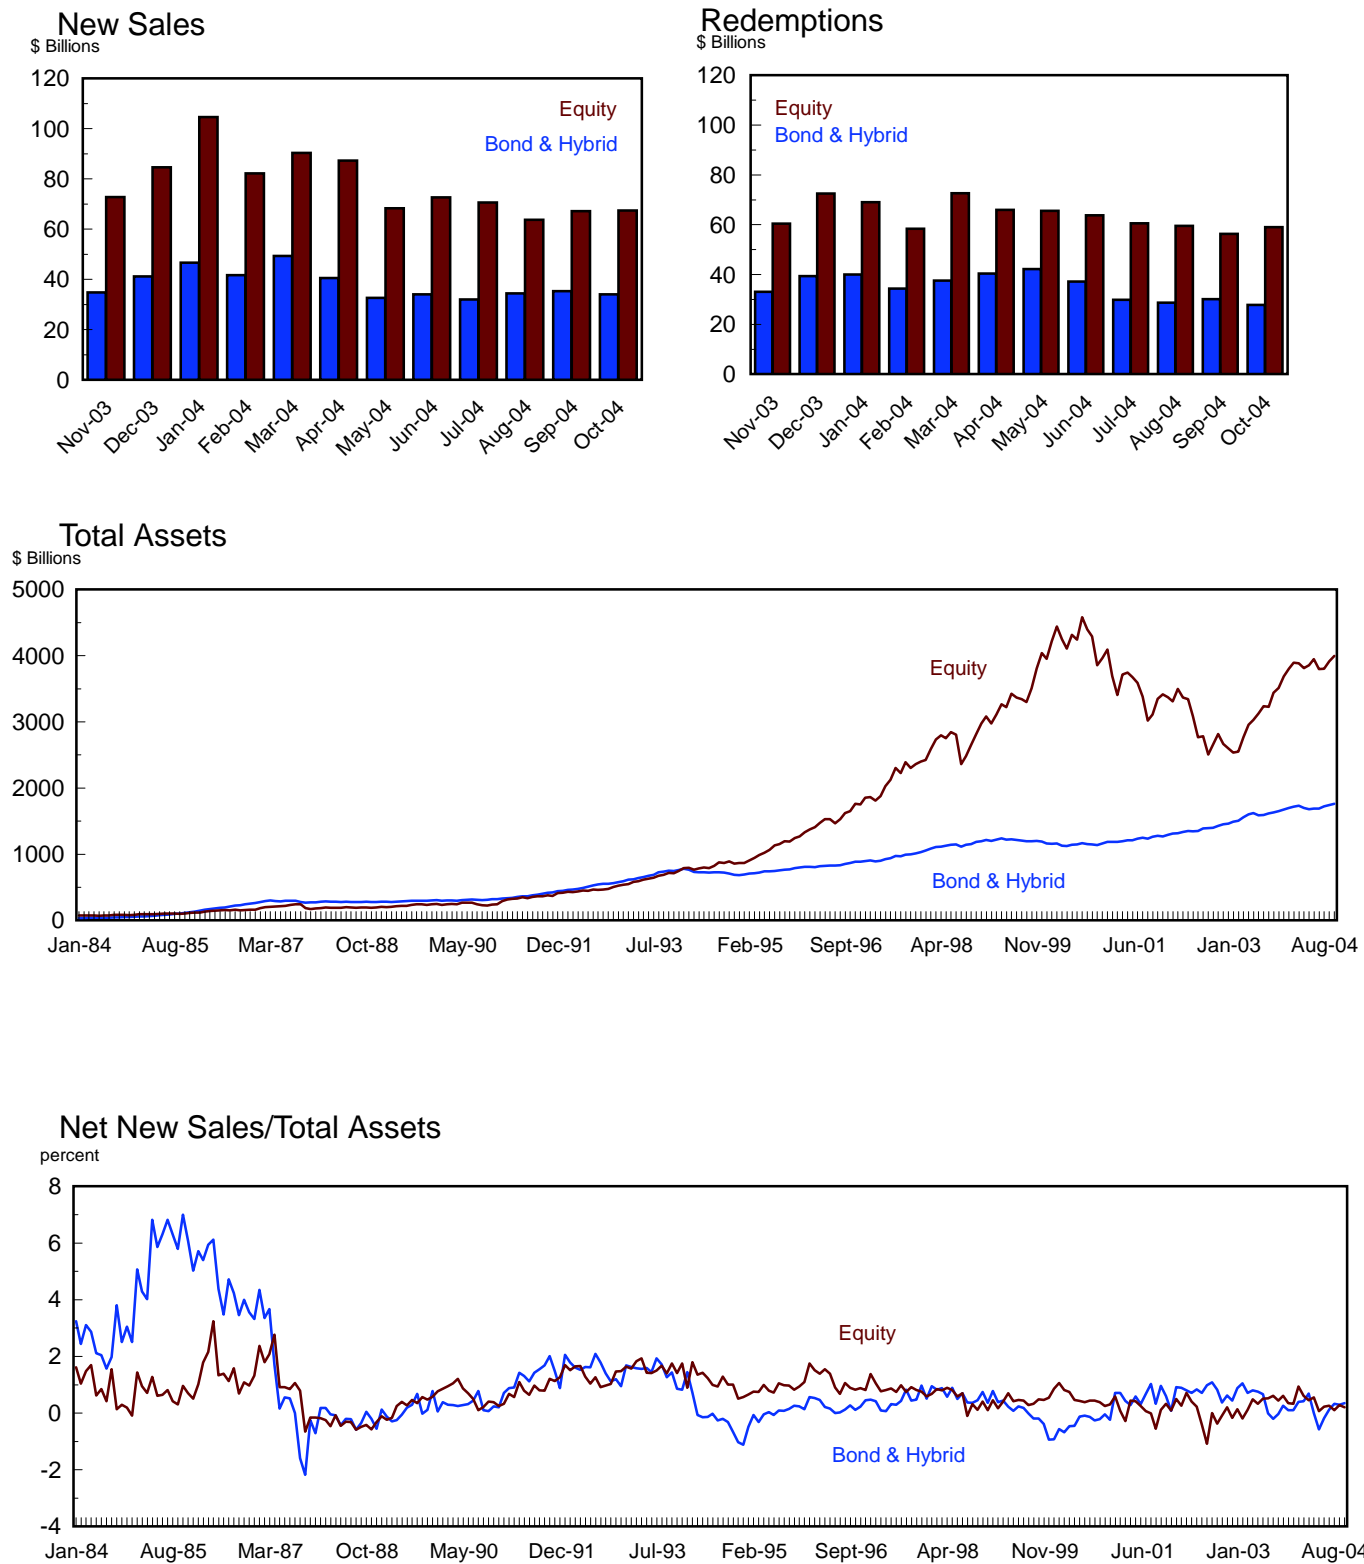 New Sales
$ Billions
120
100
80
60
40
20
0
Equity
Bond & Hybrid
Nov-03 Dec-03 Jan-04 Feb-04 Mar-04 Apr-04 May-04 Jun-04 Jul-04 Aug-04 Sep-04 Oct-04
Redemptions
$ Billions
120
100
80
60
40
20
0
Equity
Bond & Hybrid
Nov-03 Dec-03 Jan-04 Feb-04 Mar-04 Apr-04 May-04 Jun-04 Jul-04 Aug-04 Sep-04 Oct-04
Total Assets
$ Billions
5000
4000
3000
2000
1000
0
Equity
Bond & Hybrid
Jan-84 Aug-85 Mar-87 Oct-88 May-90 Dec-91 Jul-93 Feb-95 Sept-96 Apr-98 Nov-99 Jun-01 Jan-03 Aug-04
Net New Sales/Total Assets
percent
8
6
4
2
0
-2
-4
Equity
Bond & Hybrid
Jan-84 Aug-85 Mar-87 Oct-88 May-90 Dec-91 Jul-93 Feb-95 Sept-96 Apr-98 Nov-99 Jun-01 Jan-03 Aug-04